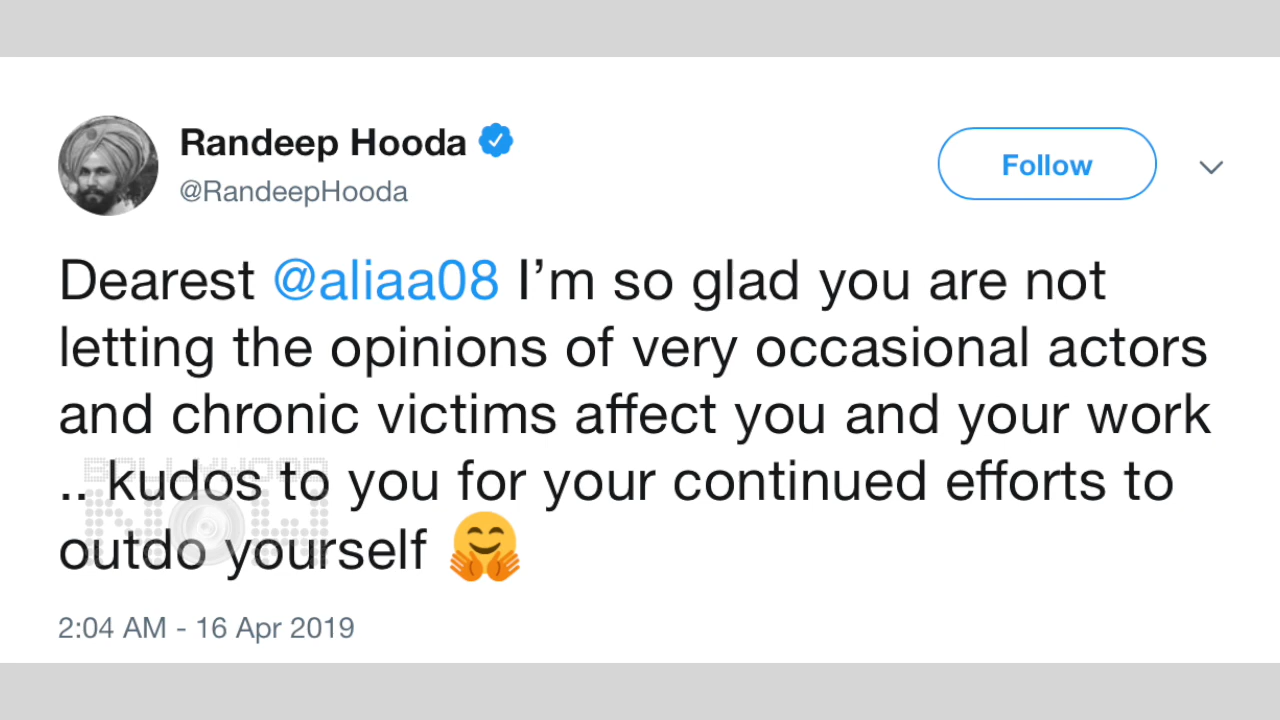 Randeep Hooda
@RandeepHooda
Follow
Dearest @aliaa08 I’m so glad you are not
letting the opinions of very occasional actors
and chronic victims affect you and your work
.. kudos to you for your continued efforts to
outdo yourself 🤗
BOLLYWOOD
NOW
2:04 AM - 16 Apr 2019